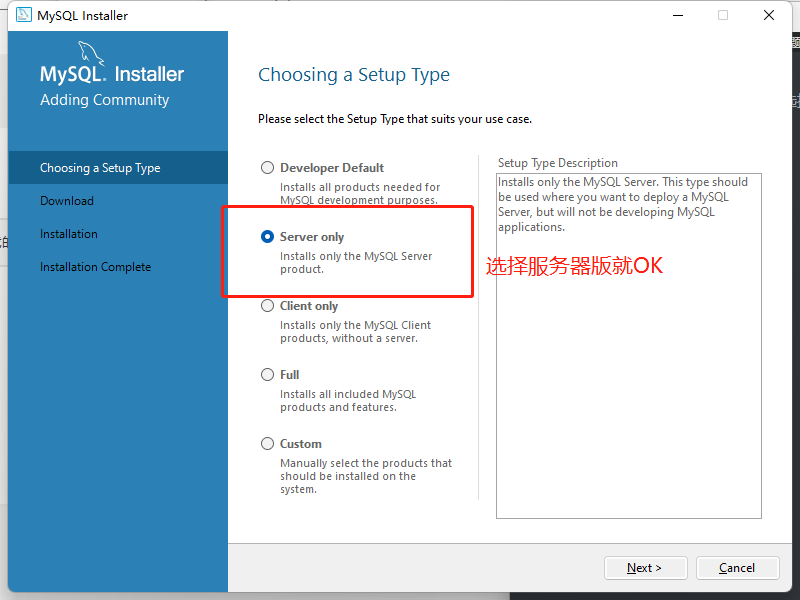 MySQL Installer
MySQL. Installer
Adding Community
Choosing a Setup Type
Download
Installation
Installation Complete
Choosing a Setup Type
Please select the Setup Type that suits your use case.
Developer Default
Installs all products needed for
MySQL development purposes.
Server only
Installs only the MySQL Server
product.
Client only
Installs only the MySQL Client
products, without a server.
Full
Installs all included MySQL
products and features.
Custom
Manually select the products that
should be installed on the
system.
Setup Type Description
Installs only the MySQL Server. This type should
be used where you want to deploy a MySQL
Server, but will not be developing MySQL
applications.
选择服务器版就OK
Next >
Cancel